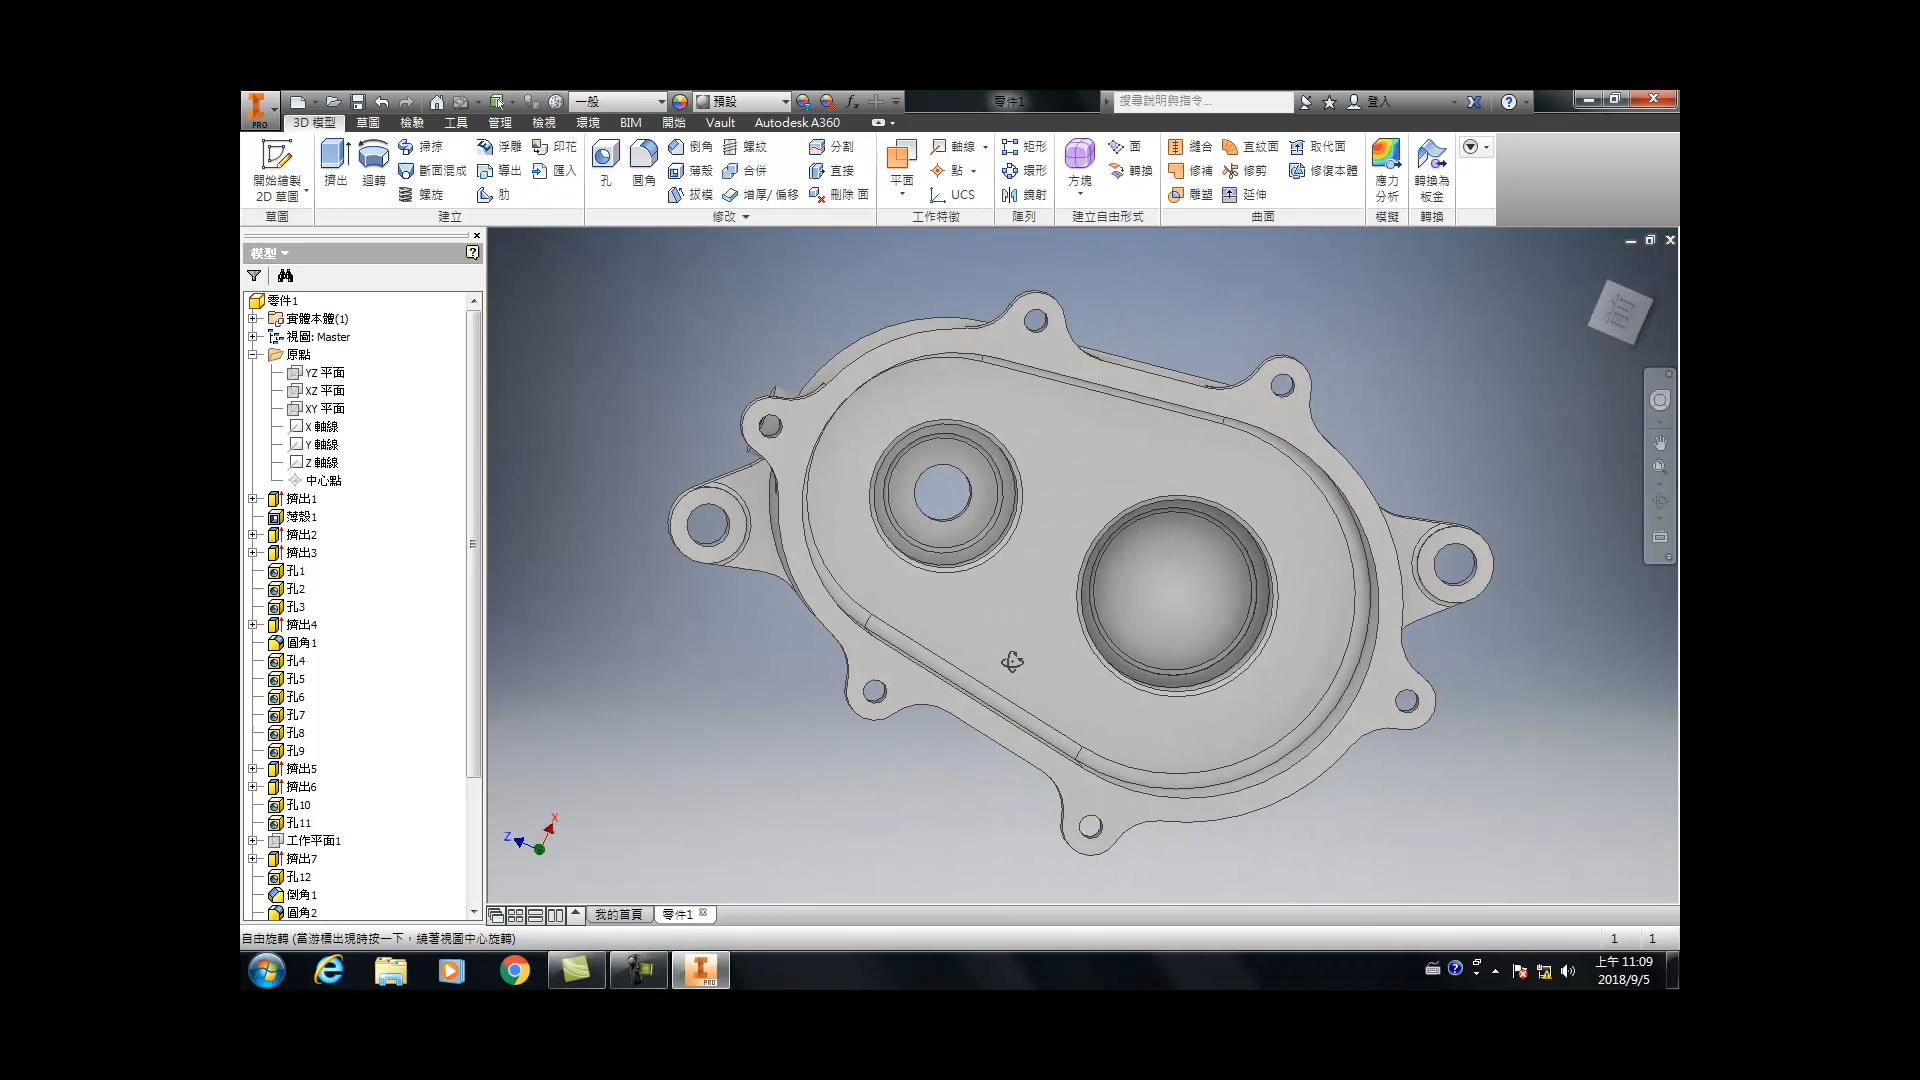 一般
預設
零件1
搜尋說明與指令...
登入
PRO
3D 模型 草圖 檢驗 工具 管理 檢視 環境 BIM 開始 Vault Autodesk A360
開始繪製
2D 草圖
擠出
迴轉
掃掠
斷面混成
螺旋
浮雕
導出
肋
印花
匯入
孔
圓角
倒角
薄殼
拔模
螺紋
合併
增厚/ 偏移
分割
直接
刪除 面
平面
軸線
點
UCS
矩形
環形
鏡射
方塊
面
轉換
縫合
修補
雕塑
直紋面
修剪
延伸
取代面
修復本體
應力
分析
轉換為
板金
草圖 建立 修改 工作特徵 陣列 建立自由形式 曲面 模擬 轉換
模型
零件1
實體本體(1)
視圖: Master
原點
YZ 平面
XZ 平面
XY 平面
X 軸線
Y 軸線
Z 軸線
中心點
擠出1
薄殼1
擠出2
擠出3
孔1
孔2
孔3
擠出4
圓角1
孔4
孔5
孔6
孔7
孔8
孔9
擠出5
擠出6
孔10
孔11
工作平面1
擠出7
孔12
倒角1
圓角2
前
X
Z
我的首頁 零件1
自由旋轉 (當游標出現時按一下，繞著視圖中心旋轉)
1 1
PRO
上午 11:09
2018/9/5